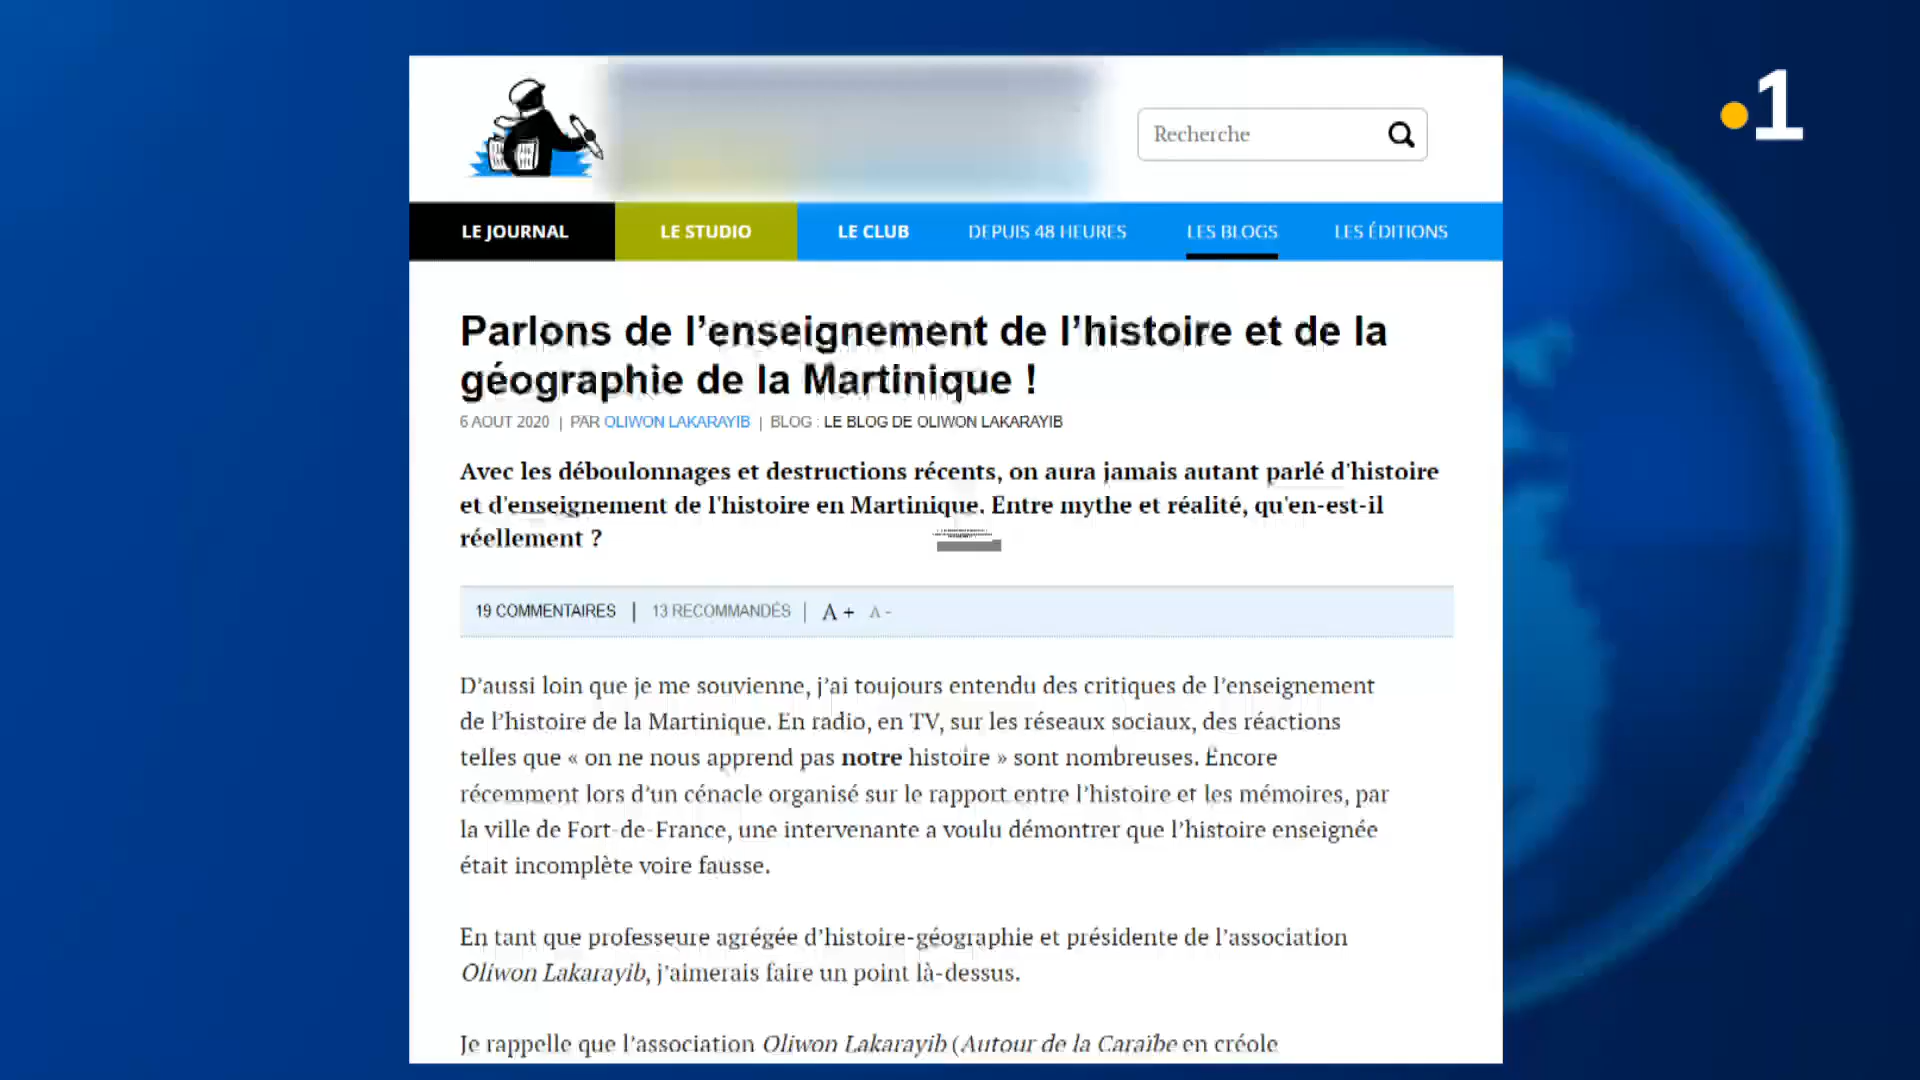 1
Recherche
LE JOURNAL LE STUDIO LE CLUB DEPUIS 48 HEURES LES BLOGS LES ÉDITIONS
Parlons de l’enseignement de l’histoire et de la
géographie de la Martinique !
6 AOUT 2020 | PAR OLIWON LAKARAYIB | BLOG : LE BLOG DE OLIWON LAKARAYIB
Avec les déboulonnages et destructions récents, on aura jamais autant parlé d'histoire
et d'enseignement de l'histoire en Martinique. Entre mythe et réalité, qu'en-est-il
réellement ?
19 COMMENTAIRES | 13 RECOMMANDÉS | A + A -
D’aussi loin que je me souvienne, j’ai toujours entendu des critiques de l’enseignement
de l’histoire de la Martinique. En radio, en TV, sur les réseaux sociaux, des réactions
telles que « on ne nous apprend pas notre histoire » sont nombreuses. Encore
récemment lors d’un cénacle organisé sur le rapport entre l’histoire et les mémoires, par
la ville de Fort-de-France, une intervenante a voulu démontrer que l’histoire enseignée
était incomplète voire fausse.
En tant que professeure agrégée d’histoire-géographie et présidente de l’association
Oliwon Lakarayib, j’aimerais faire un point là-dessus.
Je rappelle que l’association Oliwon Lakarayib (Autour de la Caraïbe en créole